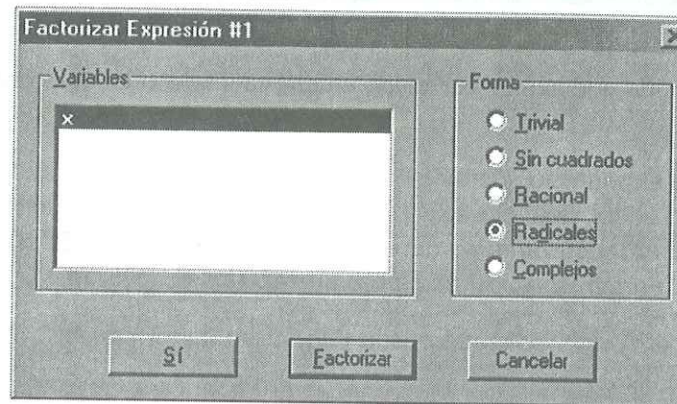 Factorizar Expresión #1
Variables
x
Forma
Trivial
Sin cuadrados
Racional
Radicales
Complejos
Sí
Factorizar
Cancelar